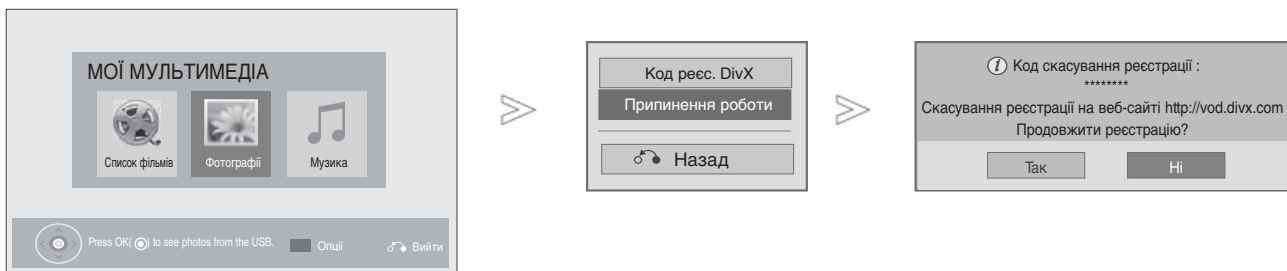 МОЇ МУЛЬТИМЕДІА
Список фільмів
Фотографії
Музика
Press OK( ) to see photos from the USB.
Опції
Вийти
Код реєс. DivX
Припинення роботи
Назад
Код скасування реєстрації :
********
Скасування реєстрації на веб-сайті http://vod.divx.com
Продовжити реєстрацію?
Так
Ні